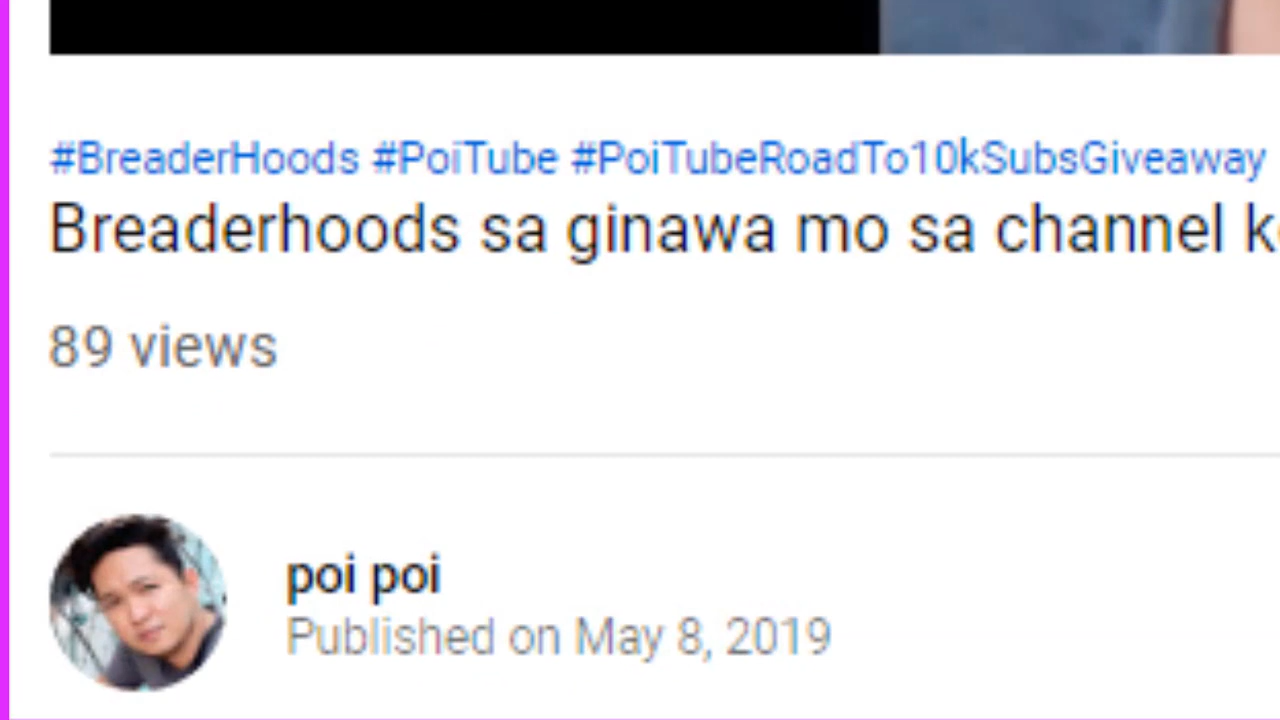 #BreaderHoods #PoiTube #PoiTubeRoadTo10kSubsGiveaway
Breaderhoods sa ginawa mo sa channel
89 views
poi poi
Published on May 8, 2019